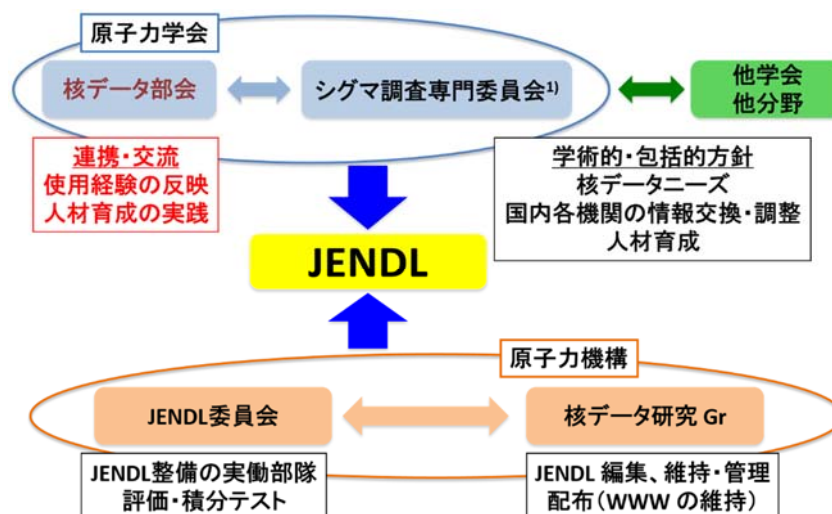 原子力学会
核データ部会
シグマ調査専門委員会1)
他学会
他分野
連携・交流
使用経験の反映
人材育成の実践
学術的・包括的方針
核データニーズ
国内各機関の情報交換・調整
人材育成
JENDL
原子力機構
JENDL委員会
核データ研究 Gr
JENDL整備の実働部隊
評価・積分テスト
JENDL 編集、維持・管理
配布(WWW の維持)